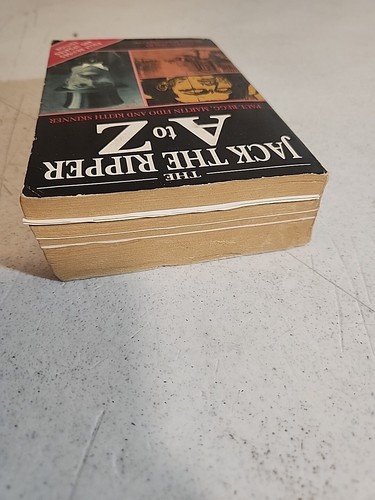 THE
JACK THE RIPPER
A to Z
PAUL BEGG, MARTIN FIDO AND KEITH SKINNER